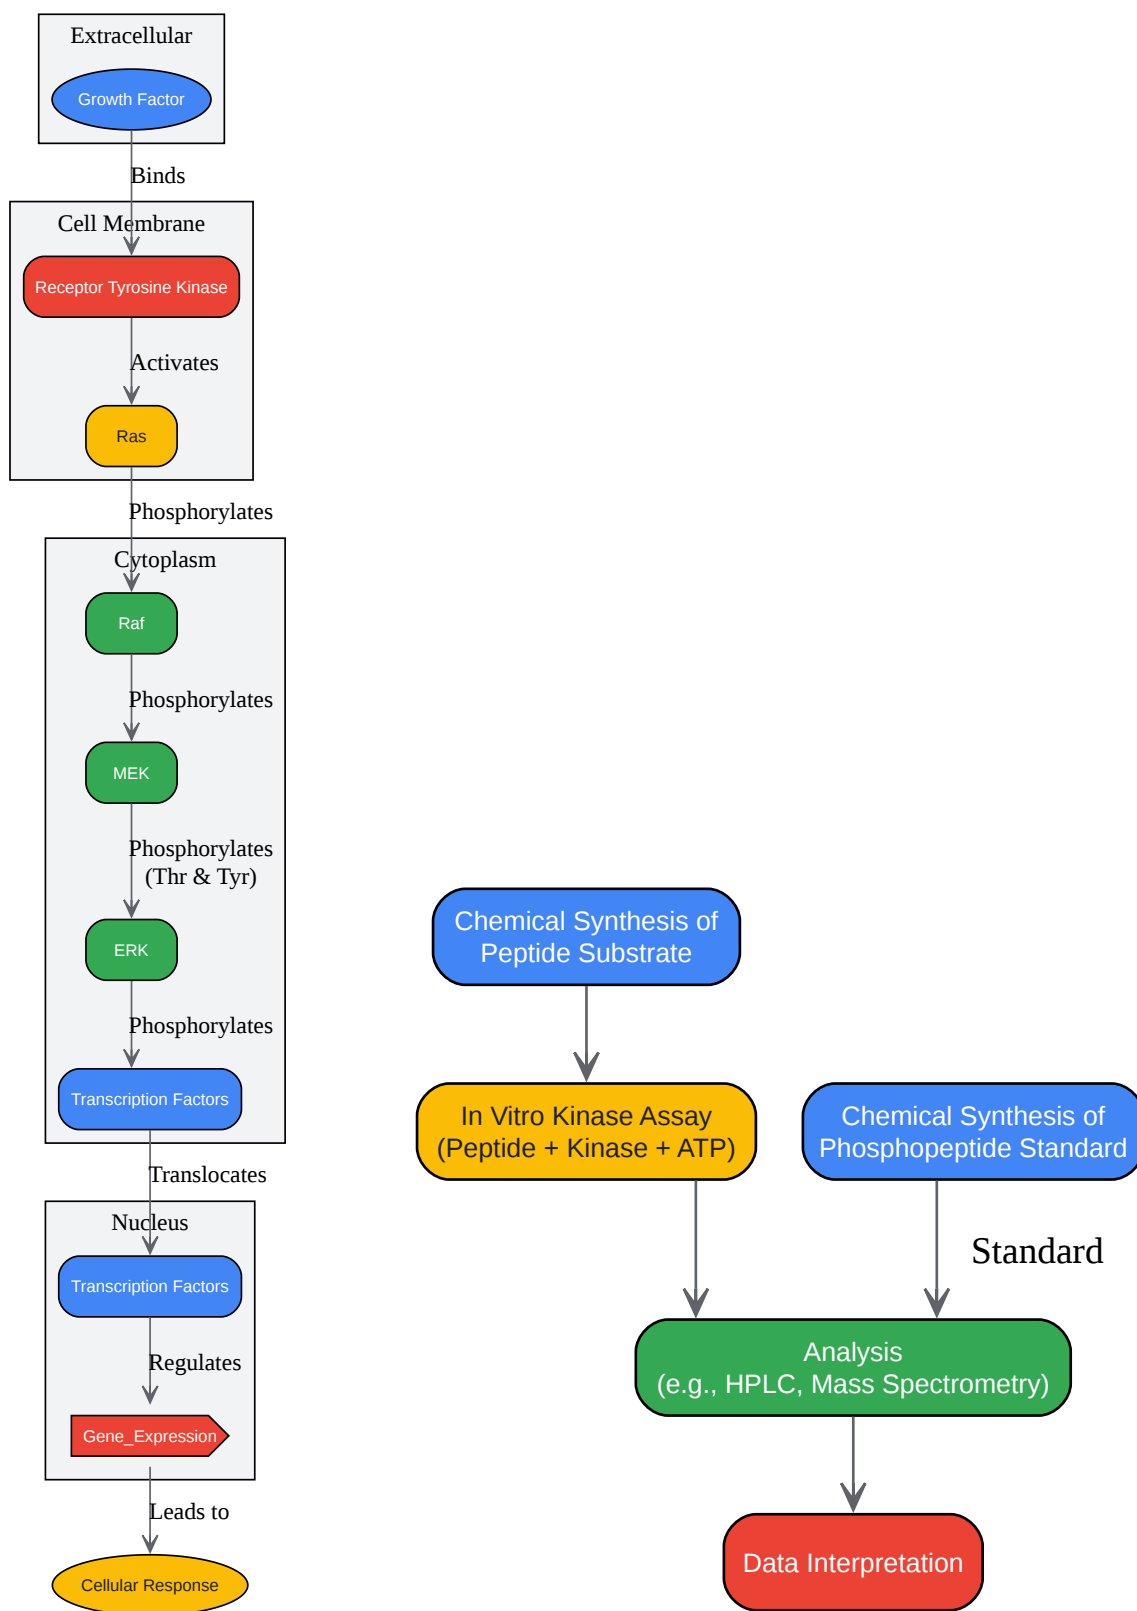 Extracellular
Growth Factor
Binds
Cell Membrane
Receptor Tyrosine Kinase
Activates
Ras
Phosphorylates
Cytoplasm
Raf
Phosphorylates
MEK
Phosphorylates
(Thr & Tyr)
ERK
Phosphorylates
Transcription Factors
Translocates
Nucleus
Transcription Factors
Regulates
Gene_Expression
Leads to
Cellular Response
Chemical Synthesis of
Peptide Substrate
In Vitro Kinase Assay
(Peptide + Kinase + ATP)
Chemical Synthesis of
Phosphopeptide Standard
Standard
Analysis
(e.g., HPLC, Mass Spectrometry)
Data Interpretation